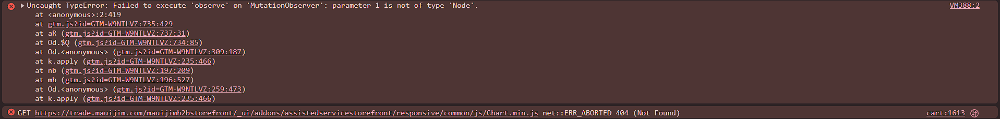 Uncaught TypeError: Failed to execute 'observe' on 'MutationObserver': parameter 1 is not of type 'Node'. VM388:2
at <anonymous>:2:419
at gtm.js?id=GTM-W9NTLVZ:735:429
at aR (gtm.js?id=GTM-W9NTLVZ:737:31)
at Od.$Q (gtm.js?id=GTM-W9NTLVZ:734:85)
at Od.<anonymous> (gtm.js?id=GTM-W9NTLVZ:309:187)
at k.apply (gtm.js?id=GTM-W9NTLVZ:235:466)
at nb (gtm.js?id=GTM-W9NTLVZ:197:209)
at mb (gtm.js?id=GTM-W9NTLVZ:196:527)
at Od.<anonymous> (gtm.js?id=GTM-W9NTLVZ:259:473)
at k.apply (gtm.js?id=GTM-W9NTLVZ:235:466)
GET https://trade.mauijim.com/mauijimb2bstorefront/_ui/addons/assistedservicestorefront/responsive/common/js/Chart.min.js net::ERR_ABORTED 404 (Not Found) cart:1613